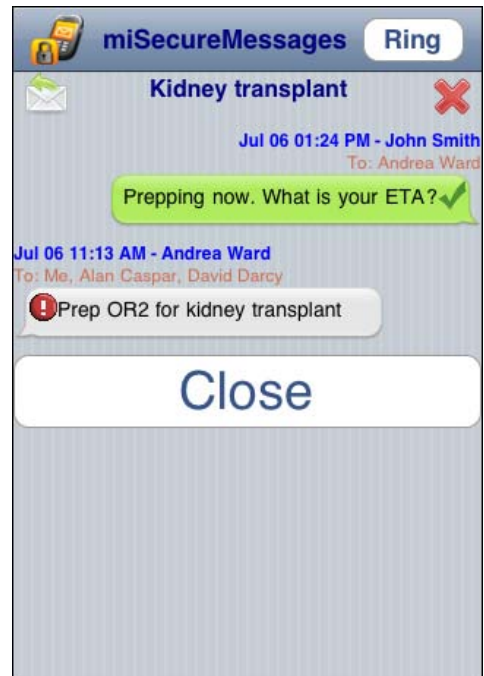 miSecureMessages
Ring
Kidney transplant
Jul 06 01:24 PM - John Smith
To: Andrea Ward
Prepping now. What is your ETA?
Jul 06 11:13 AM - Andrea Ward
To: Me, Alan Caspar, David Darcy
Prep OR2 for kidney transplant
Close